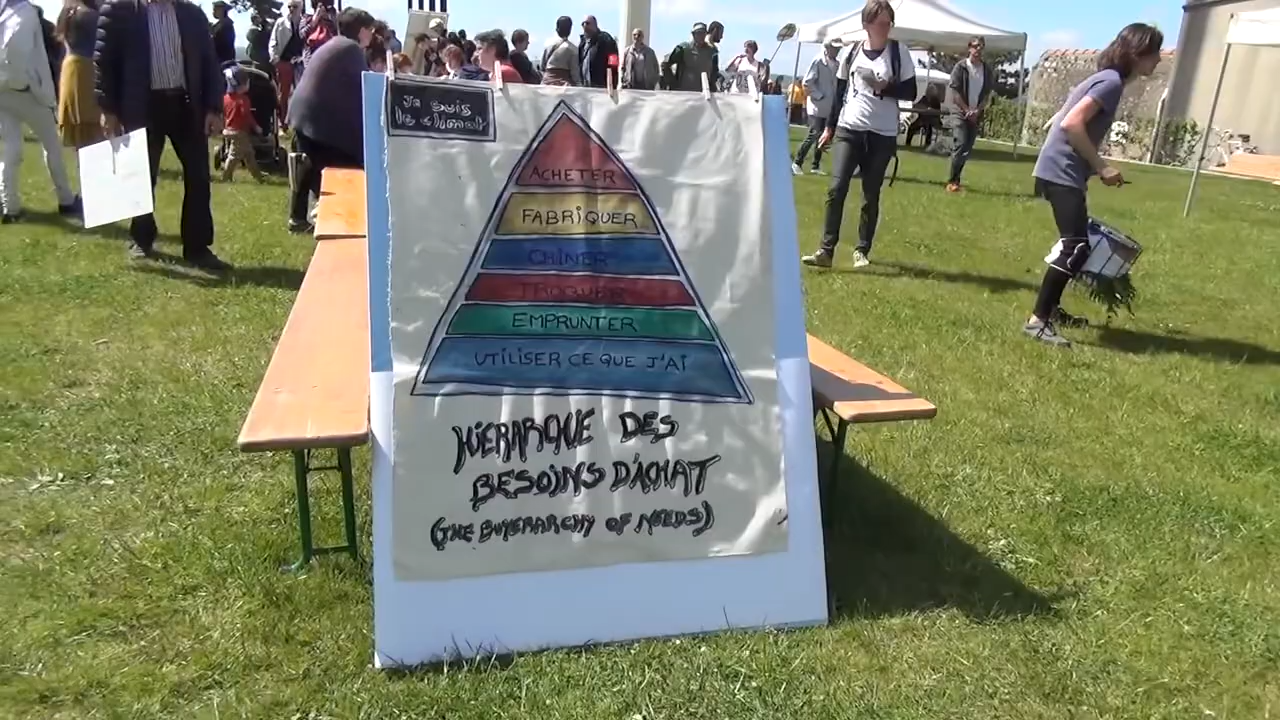 Je suis
le climat
ACHETER
FABRiQUER
CHiNER
TROQUER
EMPRUNTER
UTiLiSER CE QUE J'AI
HiERARQUiE DES
BESOiNS D'ACHAT
(THE BUYERARCHY OF NEEDS)